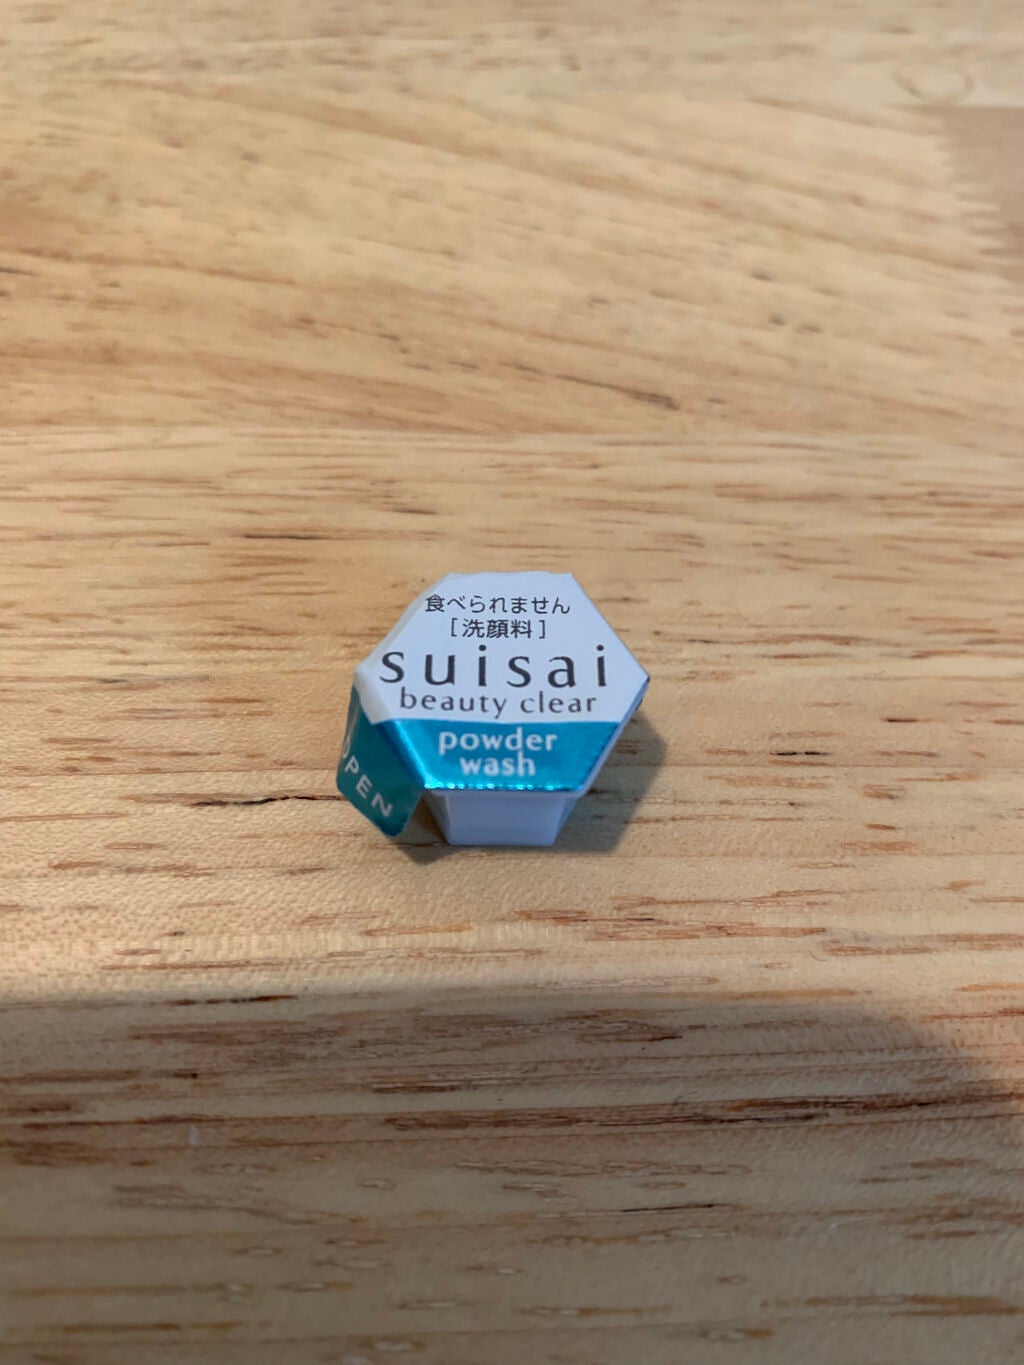 食べられません
[洗顔料]
suisai
beauty clear
powder
wash
OPEN